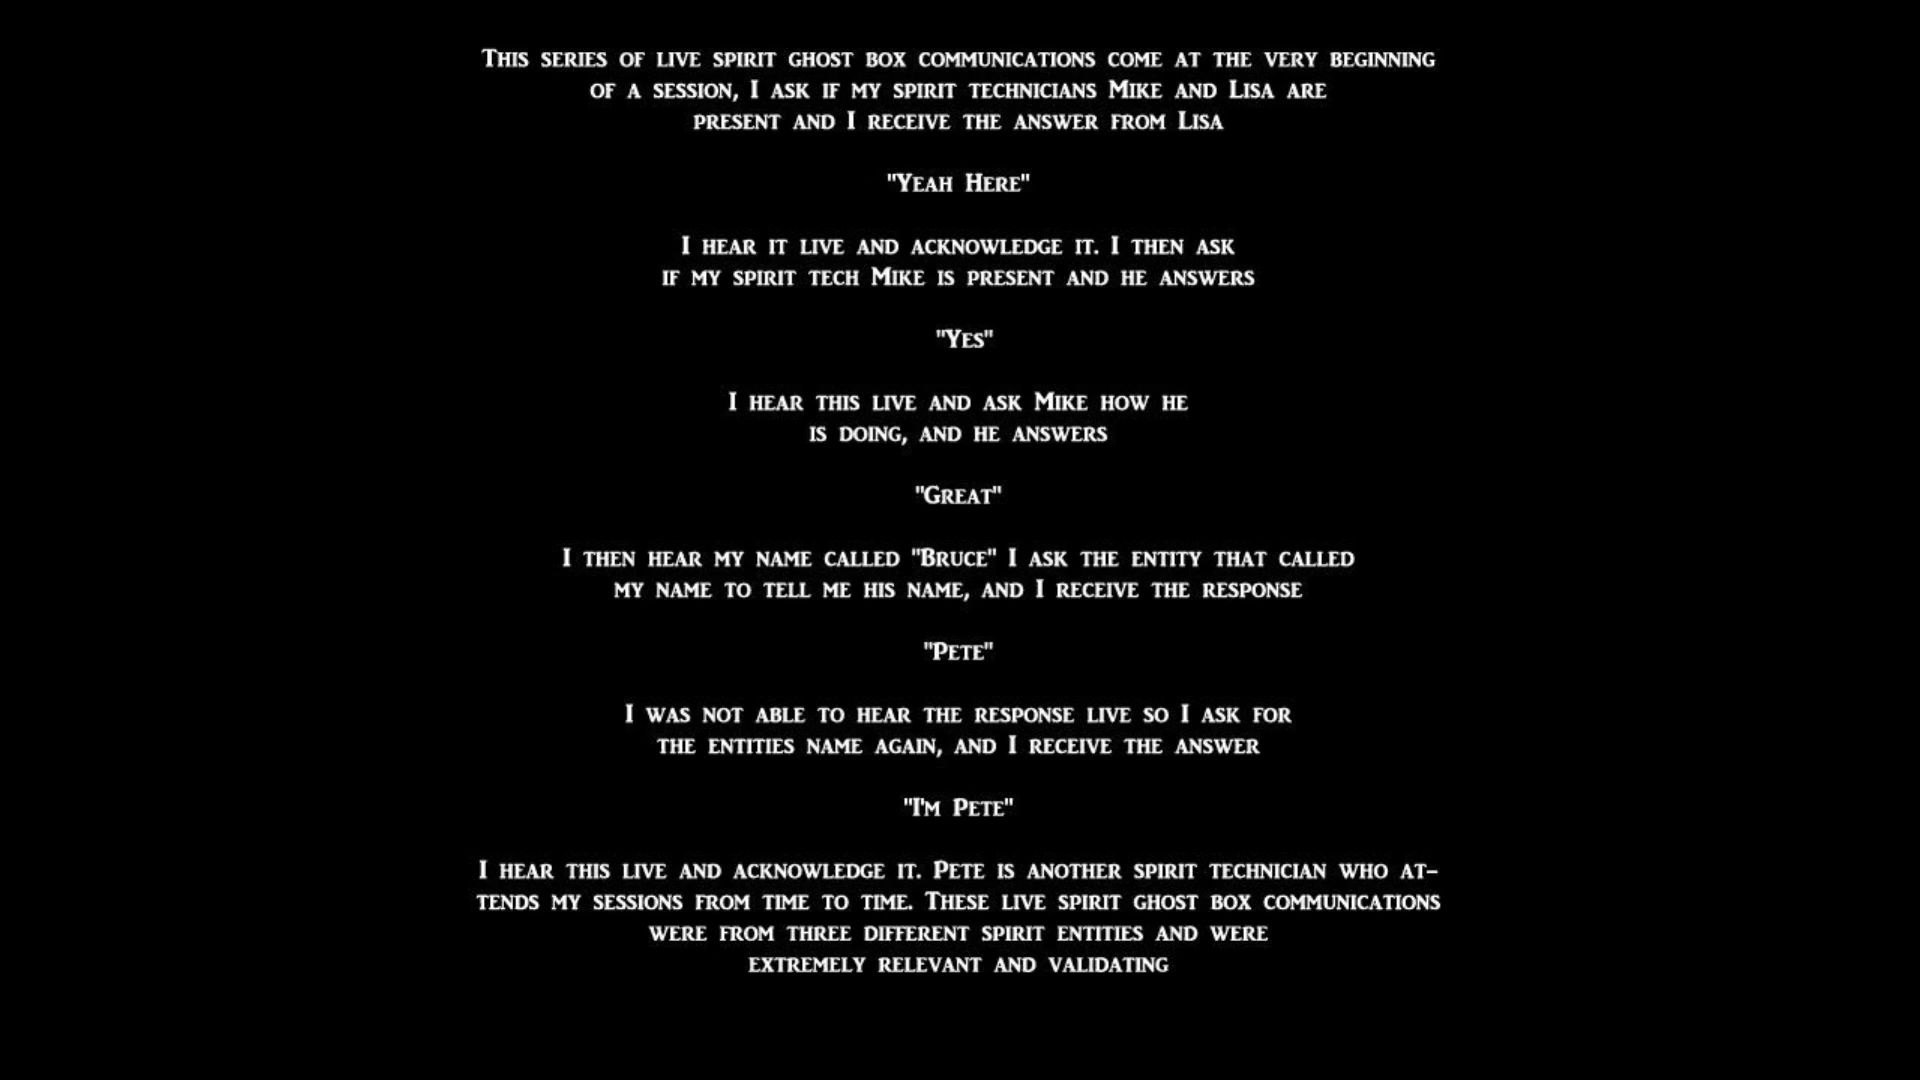 This series of live spirit ghost box communications come at the very beginning
of a session, I ask if my spirit technicians Mike and Lisa are
present and I receive the answer from Lisa
"Yeah Here"
I hear it live and acknowledge it. I then ask
if my spirit tech Mike is present and he answers
"Yes"
I hear this live and ask Mike how he
is doing, and he answers
"Great"
I then hear my name called "Bruce" I ask the entity that called
my name to tell me his name, and I receive the response
"Pete"
I was not able to hear the response live so I ask for
the entities name again, and I receive the answer
"I'm Pete"
I hear this live and acknowledge it. Pete is another spirit technician who at-
tends my sessions from time to time. These live spirit ghost box communications
were from three different spirit entities and were
extremely relevant and validating